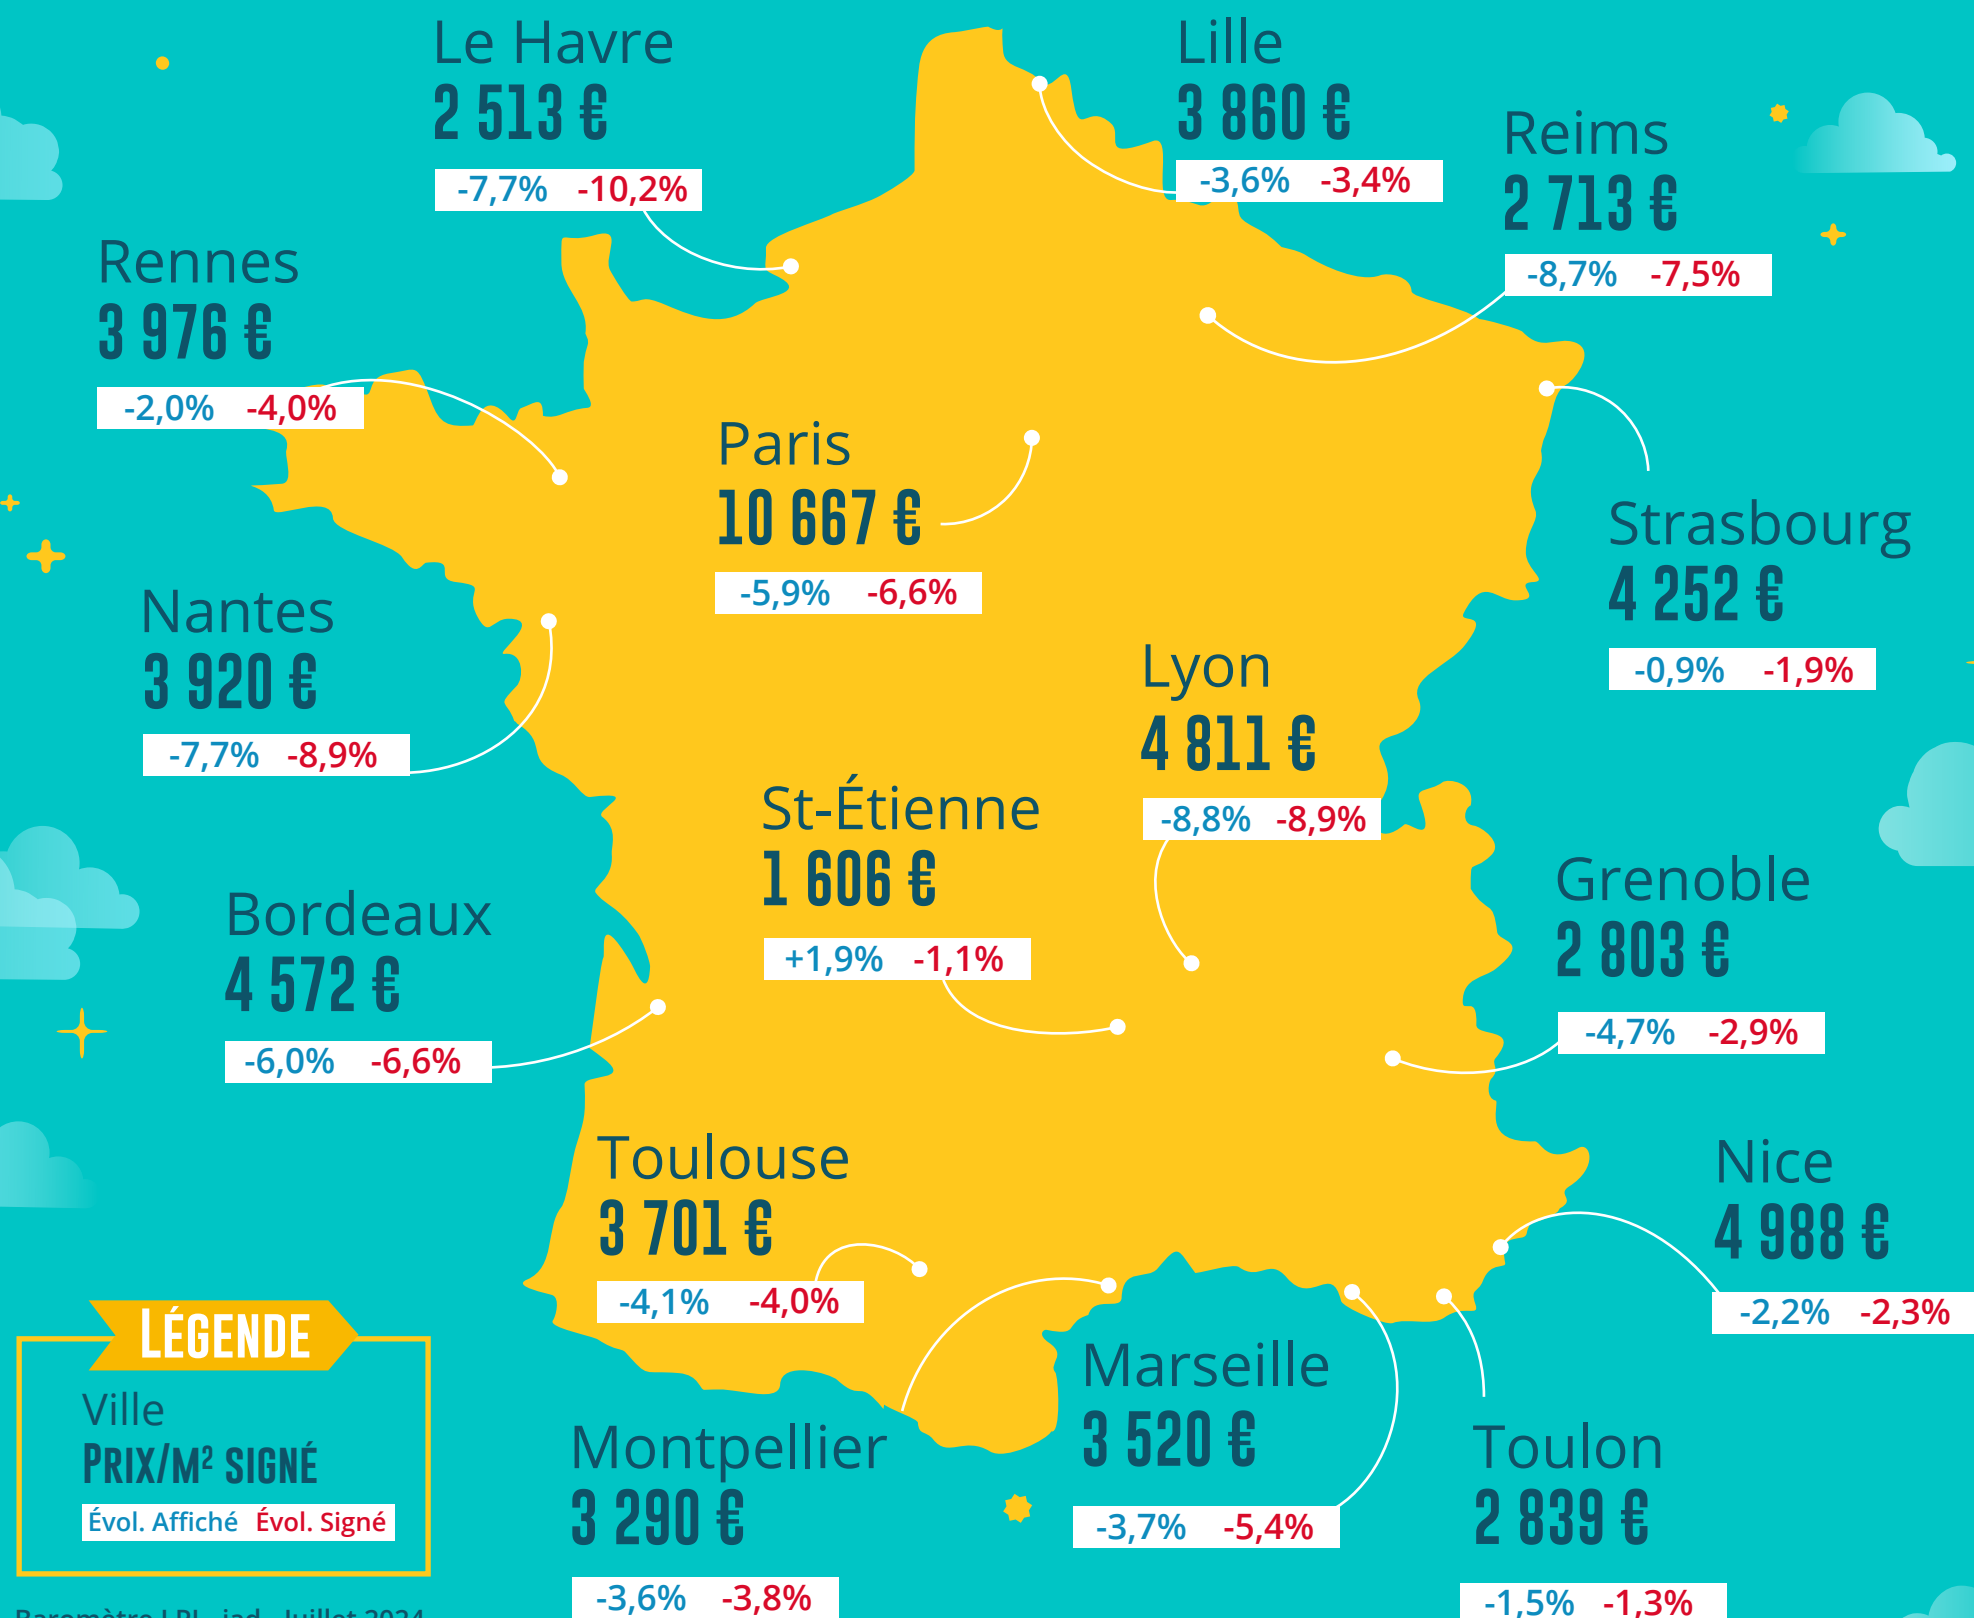 Le Havre
2 513 €
-7,7% -10,2%
Lille
3 860 €
-3,6% -3,4%
Reims
2 713 €
-8,7% -7,5%
Rennes
3 976 €
-2,0% -4,0%
Paris
10 667 €
-5,9% -6,6%
Strasbourg
4 252 €
-0,9% -1,9%
Nantes
3 920 €
-7,7% -8,9%
Lyon
4 811 €
-8,8% -8,9%
St-Étienne
1 606 €
+1,9% -1,1%
Grenoble
2 803 €
-4,7% -2,9%
Bordeaux
4 572 €
-6,0% -6,6%
Toulouse
3 701 €
-4,1% -4,0%
Nice
4 988 €
-2,2% -2,3%
Marseille
3 520 €
-3,7% -5,4%
Montpellier
3 290 €
-3,6% -3,8%
Toulon
2 839 €
-1,5% -1,3%
LÉGENDE
Ville
PRIX/M² SIGNÉ
Évol. Affiché Évol. Signé
Baromètre LPI - iad - Juillet 2024